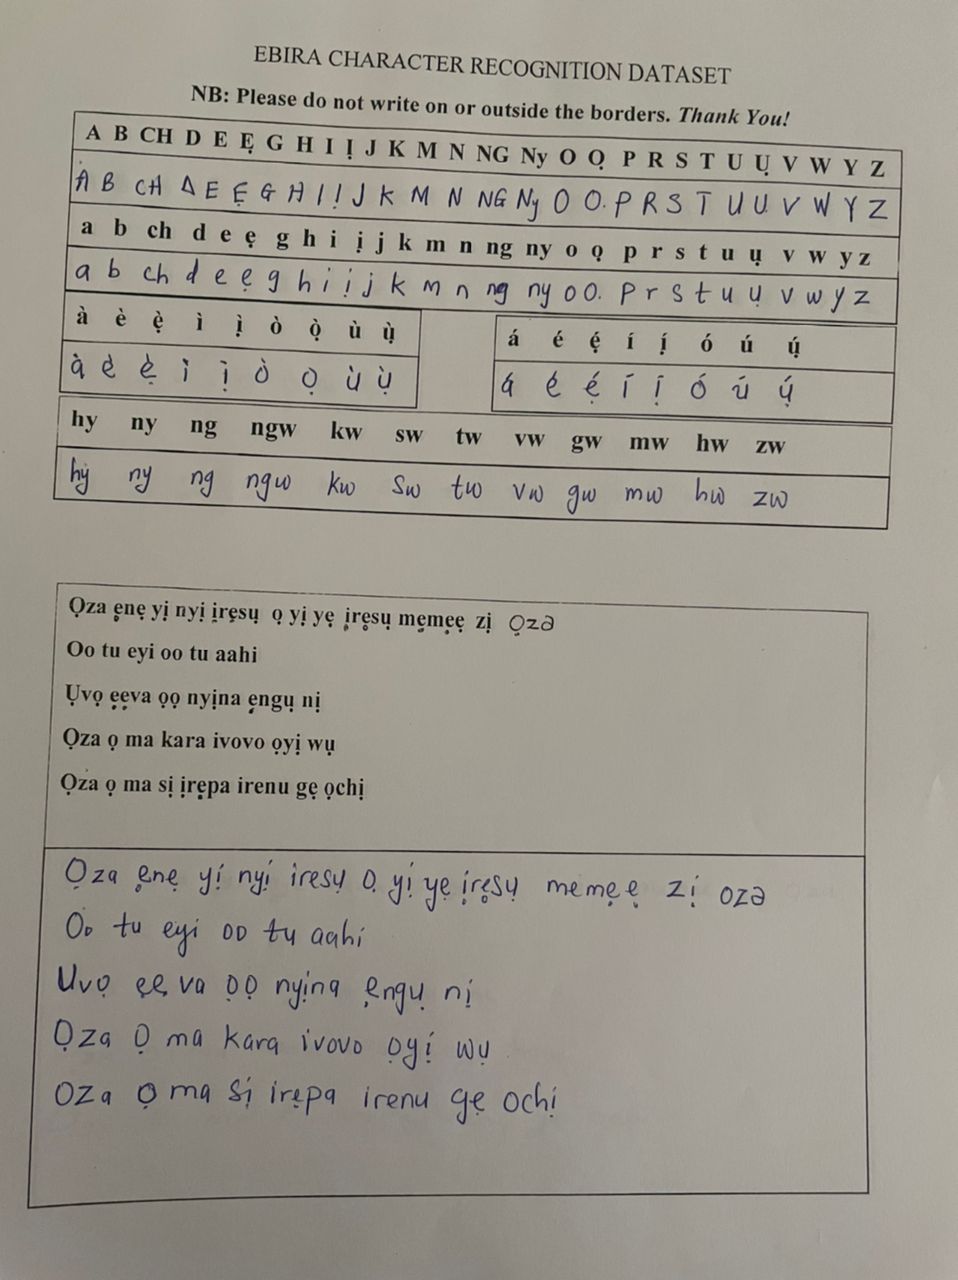 EBIRA CHARACTER RECOGNITION DATASET
NB: Please do not write on or outside the borders. Thank You!
A B CH D E Ẹ G H I Ị J K M N NG Ny O Ọ P R S T U Ụ V W Y Z
A B CH D E Ẹ G H I Ị J K M N NG Ny O O. P R S T U U. V W Y Z
a b ch d e ẹ g h i ị j k m n ng ny o ọ p r s t u ụ v w y z
a b ch d e ẹ g h i ị j k m n ng ny o o. p r s t u ụ v w y z
à è ẹ̀ ì ị̀ ò ọ̀ ù ụ̀ á é ẹ́ í ị́ ó ú ụ́
à è ẹ̀ ì ị̀ ò ọ ù ụ̀ á é ẹ́ í ị́ ó ú ụ́
hy ny ng ngw kw sw tw vw gw mw hw zw
hy ny ng ngw kw sw tw vw gw mw hw zw
Ọza ẹnẹ yị nyị ịrẹsụ ọ yị yẹ ịrẹsụ mẹmẹẹ zị Ọzə
Oo tu eyi oo tu aahi
Ụvọ ẹẹva ọọ nyịna ẹngụ nị
Ọza ọ ma kara ivovo ọyị wụ
Ọza ọ ma sị ịrẹpa irenu gẹ ọchị
Ọza ẹnẹ yị nyị iresụ Ọ yị yẹ ịrẹsụ memẹẹ zị ozə
Oo tu eyi oo tu aahi
Uvọ ẹẹ va ọọ nyịna ẹngụ nị
Ọza Ọ ma kara ivovo ọyị wụ
Oza Ọ ma sị irẹpa irenu gẹ ochị